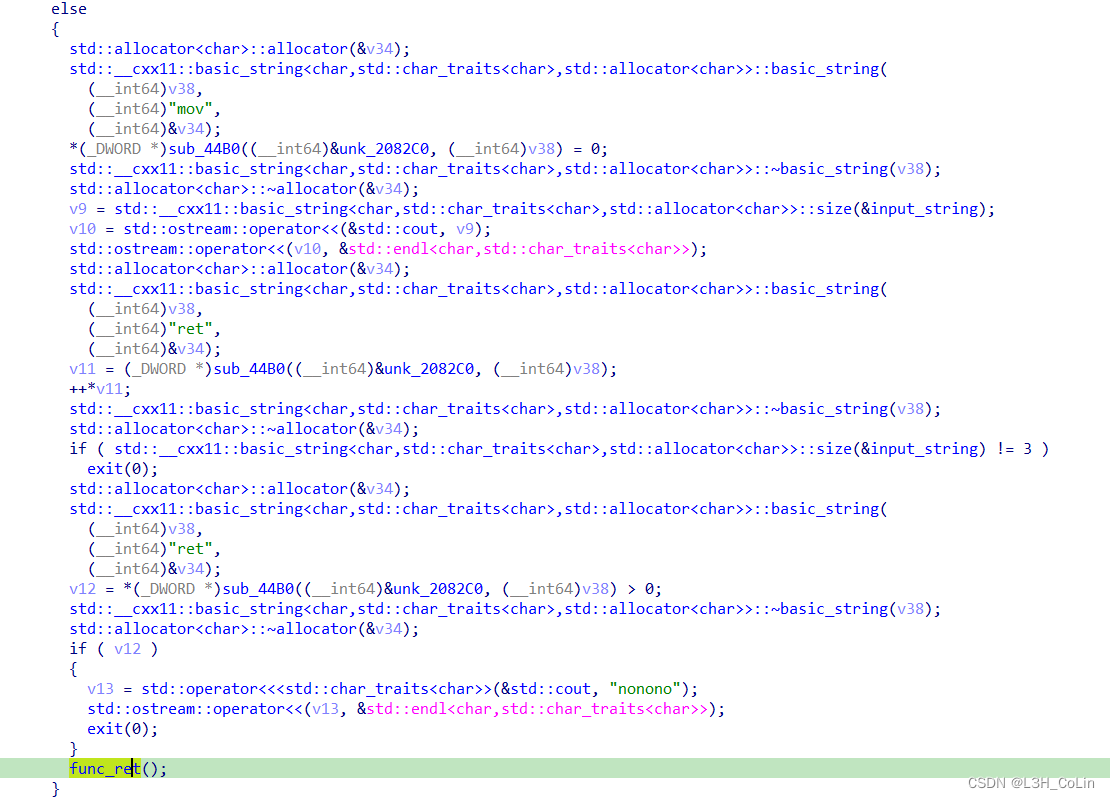 else
{
std::allocator<char>::allocator(&v34);
std::__cxx11::basic_string<char,std::char_traits<char>,std::allocator<char>>::basic_string(
(__int64)v38,
(__int64)"mov",
(__int64)&v34);
*(_DWORD *)sub_44B0((__int64)&unk_2082C0, (__int64)v38) = 0;
std::__cxx11::basic_string<char,std::char_traits<char>,std::allocator<char>>::~basic_string(v38);
std::allocator<char>::~allocator(&v34);
v9 = std::__cxx11::basic_string<char,std::char_traits<char>,std::allocator<char>>::size(&input_string);
v10 = std::ostream::operator<<(&std::cout, v9);
std::ostream::operator<<(v10, &std::endl<char,std::char_traits<char>>);
std::allocator<char>::allocator(&v34);
std::__cxx11::basic_string<char,std::char_traits<char>,std::allocator<char>>::basic_string(
(__int64)v38,
(__int64)"ret",
(__int64)&v34);
v11 = (_DWORD *)sub_44B0((__int64)&unk_2082C0, (__int64)v38);
++*v11;
std::__cxx11::basic_string<char,std::char_traits<char>,std::allocator<char>>::~basic_string(v38);
std::allocator<char>::~allocator(&v34);
if ( std::__cxx11::basic_string<char,std::char_traits<char>,std::allocator<char>>::size(&input_string) != 3 )
exit(0);
std::allocator<char>::allocator(&v34);
std::__cxx11::basic_string<char,std::char_traits<char>,std::allocator<char>>::basic_string(
(__int64)v38,
(__int64)"ret",
(__int64)&v34);
v12 = *(_DWORD *)sub_44B0((__int64)&unk_2082C0, (__int64)v38) > 0;
std::__cxx11::basic_string<char,std::char_traits<char>,std::allocator<char>>::~basic_string(v38);
std::allocator<char>::~allocator(&v34);
if ( v12 )
{
v13 = std::operator<<<std::char_traits<char>>(&std::cout, "nonono");
std::ostream::operator<<(v13, &std::endl<char,std::char_traits<char>>);
exit(0);
}
func_ret();
}
CSDN @L3H_CoLin